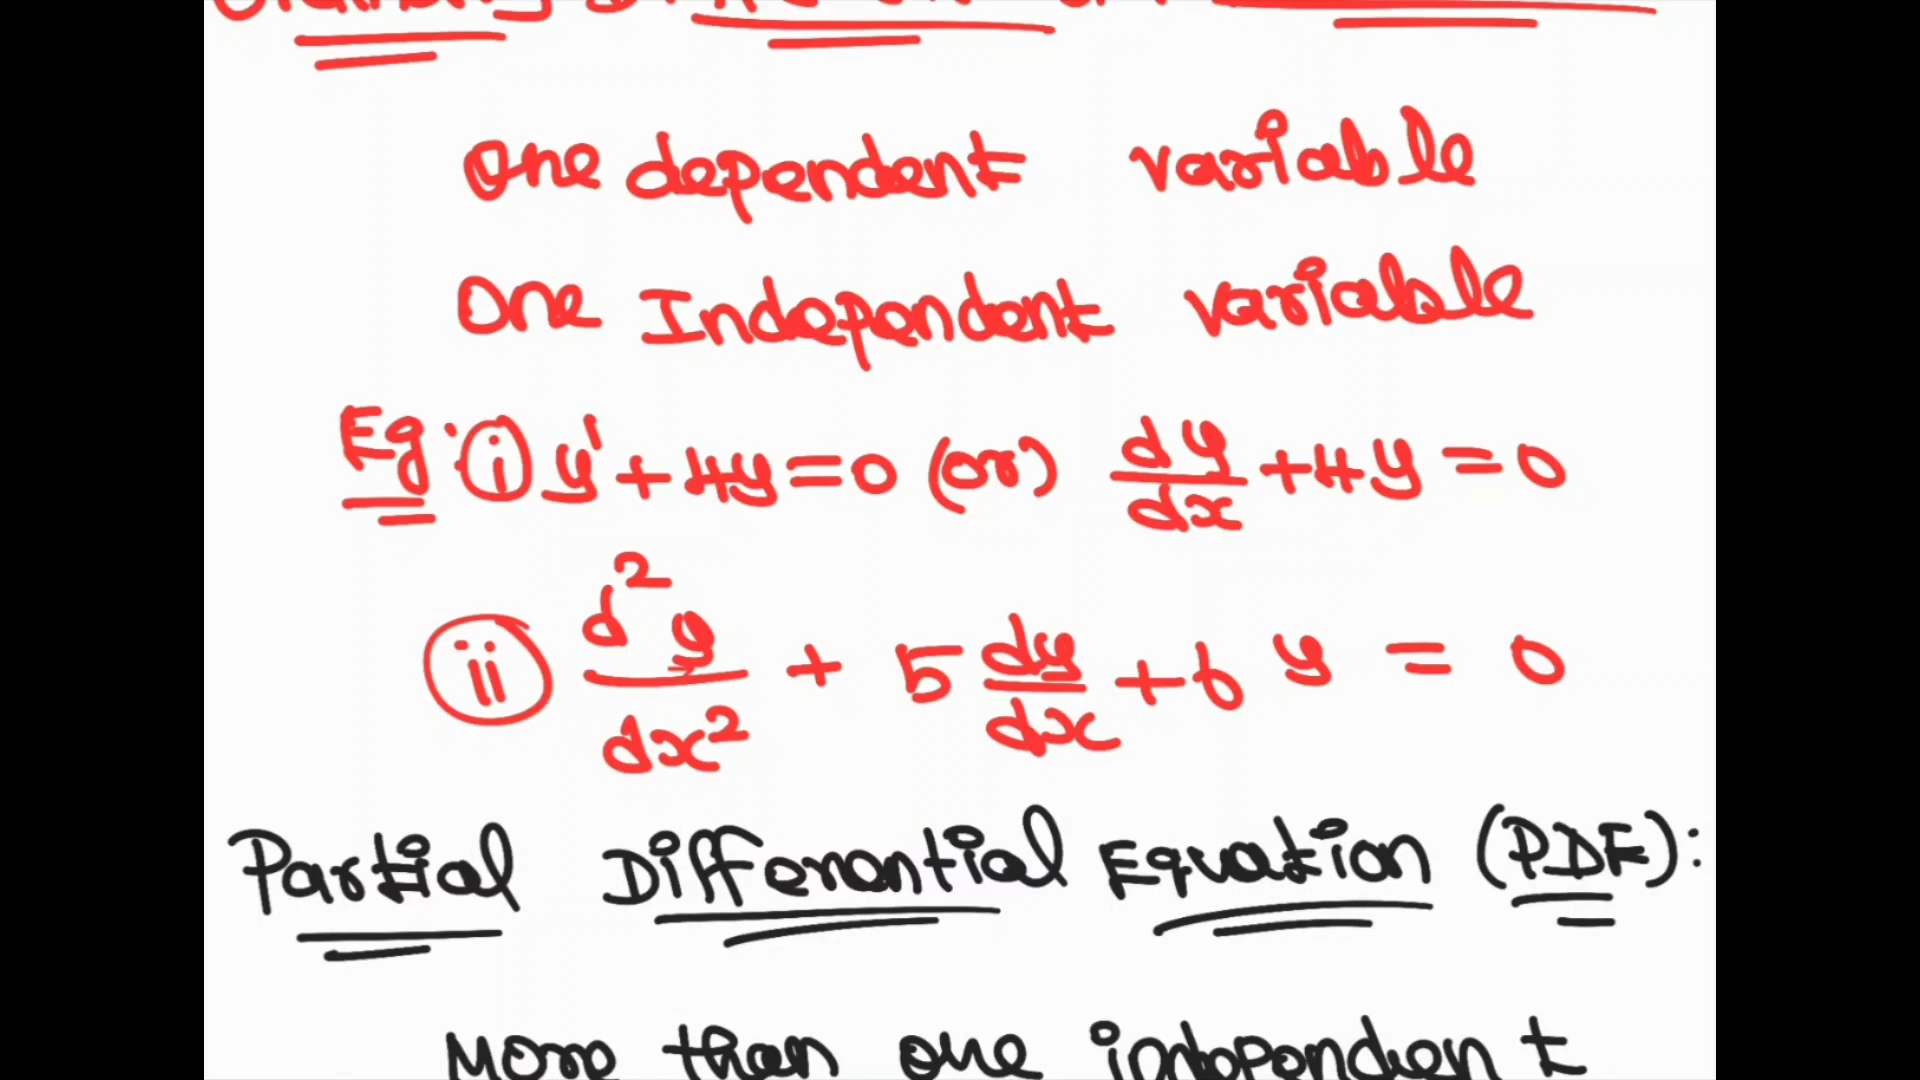 one dependent variable
One Independent variable
Eg: (i) y' + 4y = 0 (or) dy/dx + 4y = 0
(ii) d²y/dx² + 5 dy/dx + 6y = 0
Partial Differential Equation (PDE):
More than one independent